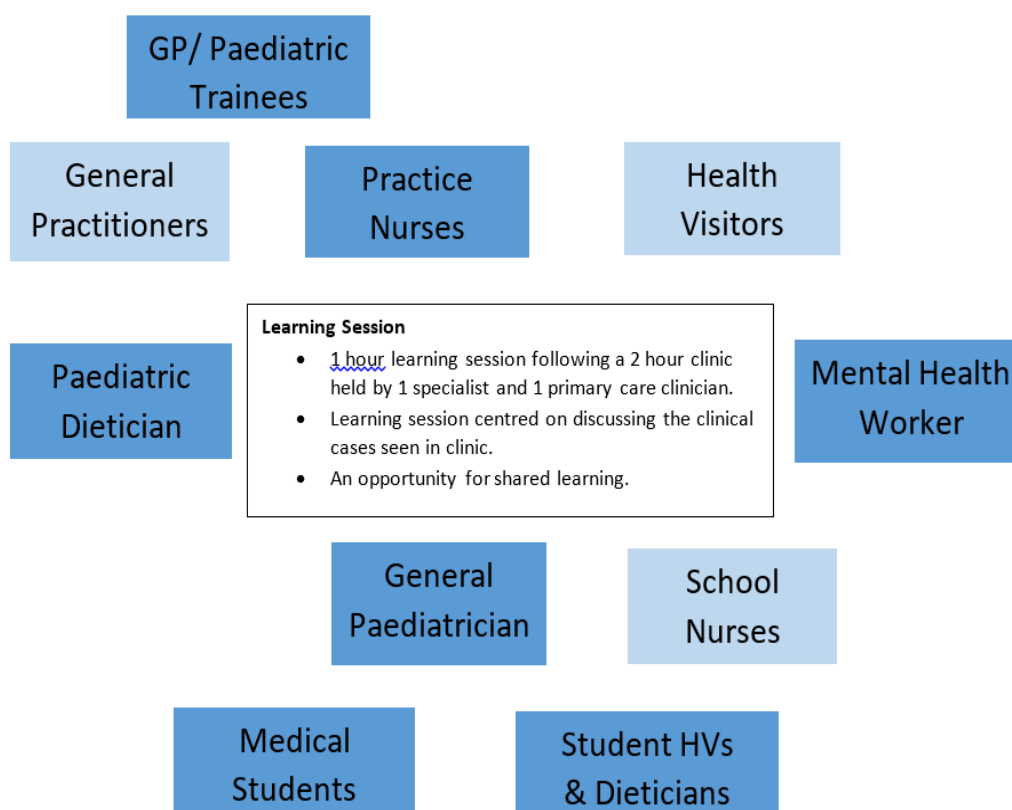 GP/ Paediatric
Trainees
General
Practitioners
Practice
Nurses
Health
Visitors
Paediatric
Dietician
Learning Session
• 1 hour learning session following a 2 hour clinic
held by 1 specialist and 1 primary care clinician.
• Learning session centred on discussing the clinical
cases seen in clinic.
• An opportunity for shared learning.
Mental Health
Worker
General
Paediatrician
School
Nurses
Medical
Students
Student HVs
& Dieticians